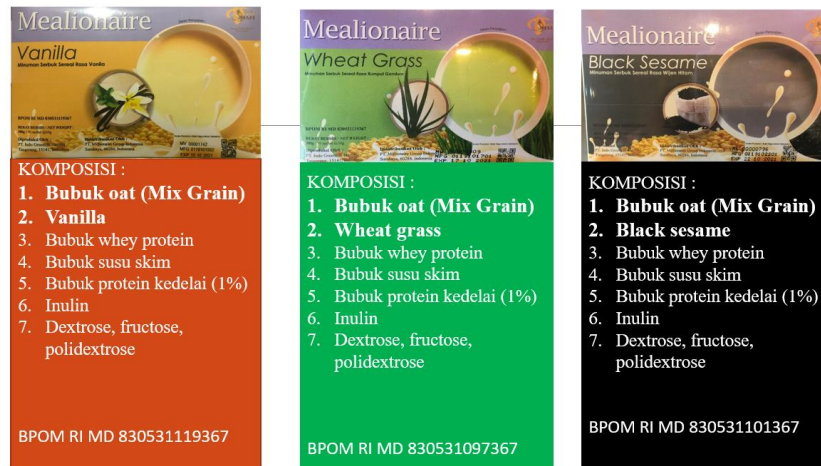 Mealionaire
Vanilla
Minuman Serbuk Sereal Rasa Vanila
KOMPOSISI :
1. Bubuk oat (Mix Grain)
2. Vanilla
3. Bubuk whey protein
4. Bubuk susu skim
5. Bubuk protein kedelai (1%)
6. Inulin
7. Dextrose, fructose,
polidextrose
BPOM RI MD 830531119367
Mealionaire
Wheat Grass
Minuman Serbuk Sereal Rasa Rumput Gandum
KOMPOSISI :
1. Bubuk oat (Mix Grain)
2. Wheat grass
3. Bubuk whey protein
4. Bubuk susu skim
5. Bubuk protein kedelai (1%)
6. Inulin
7. Dextrose, fructose,
polidextrose
BPOM RI MD 830531097367
Mealionaire
Black Sesame
Minuman Serbuk Sereal Rasa Wijen Hitam
KOMPOSISI :
1. Bubuk oat (Mix Grain)
2. Black sesame
3. Bubuk whey protein
4. Bubuk susu skim
5. Bubuk protein kedelai (1%)
6. Inulin
7. Dextrose, fructose,
polidextrose
BPOM RI MD 830531101367